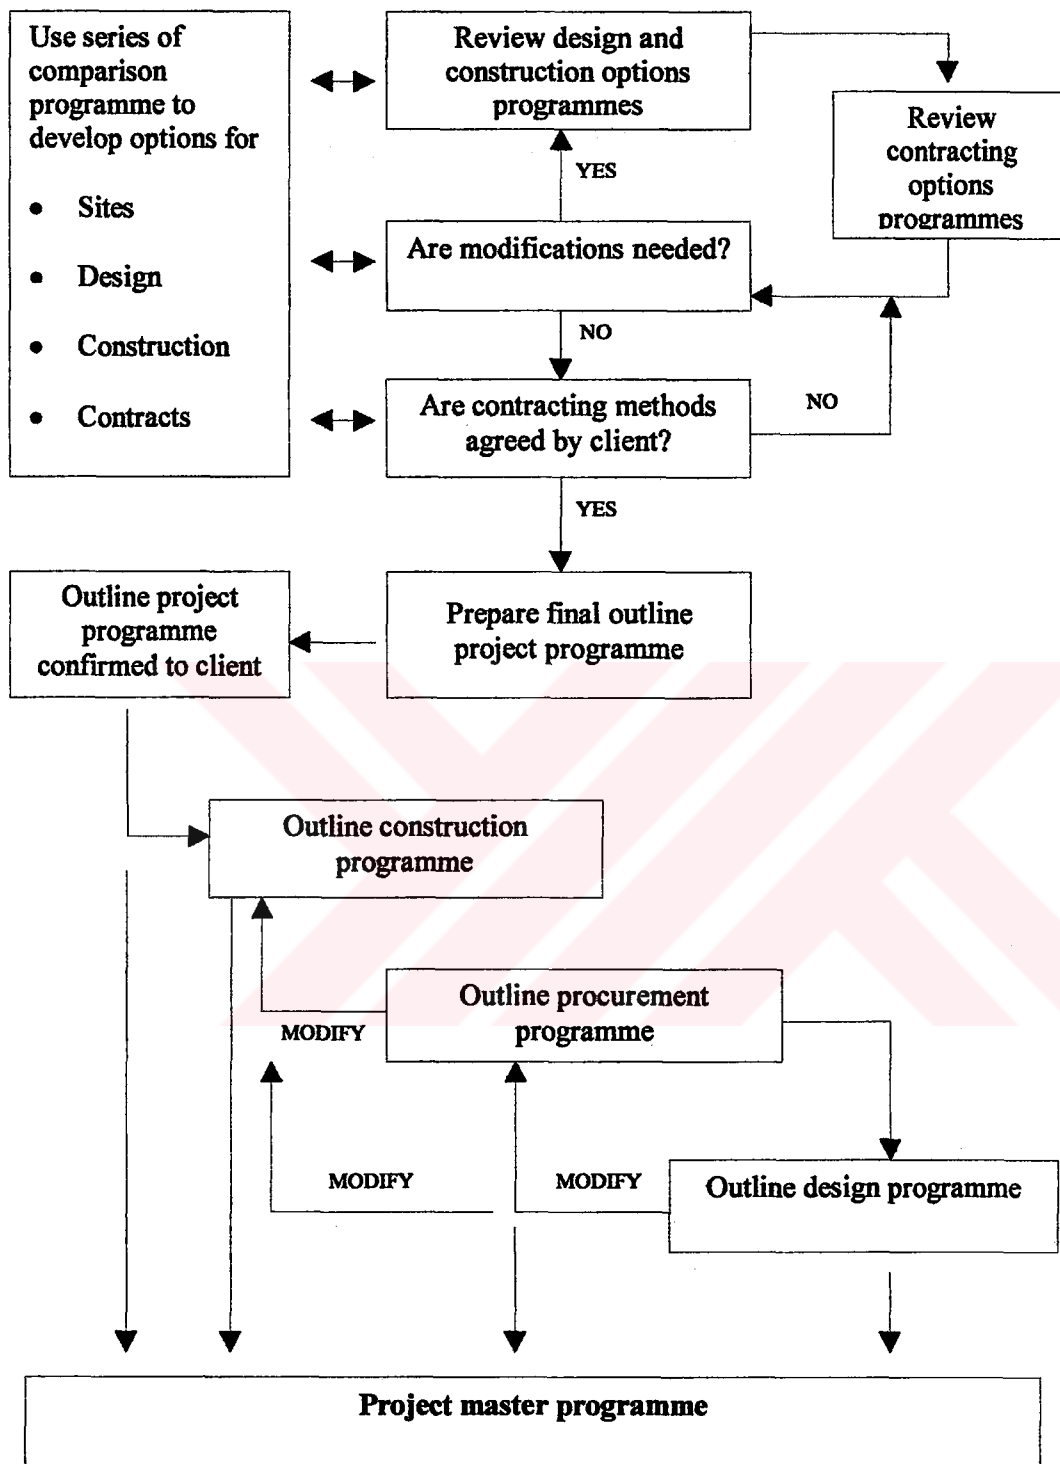 Use series of
comparison
programme to
develop options for
• Sites
• Design
• Construction
• Contracts
Review design and
construction options
programmes
Review
contracting
options
programmes
YES
Are modifications needed?
NO
Are contracting methods
agreed by client?
NO
YES
Outline project
programme
confirmed to client
Prepare final outline
project programme
Outline construction
programme
Outline procurement
programme
MODIFY
MODIFY
MODIFY
Outline design programme
Project master programme